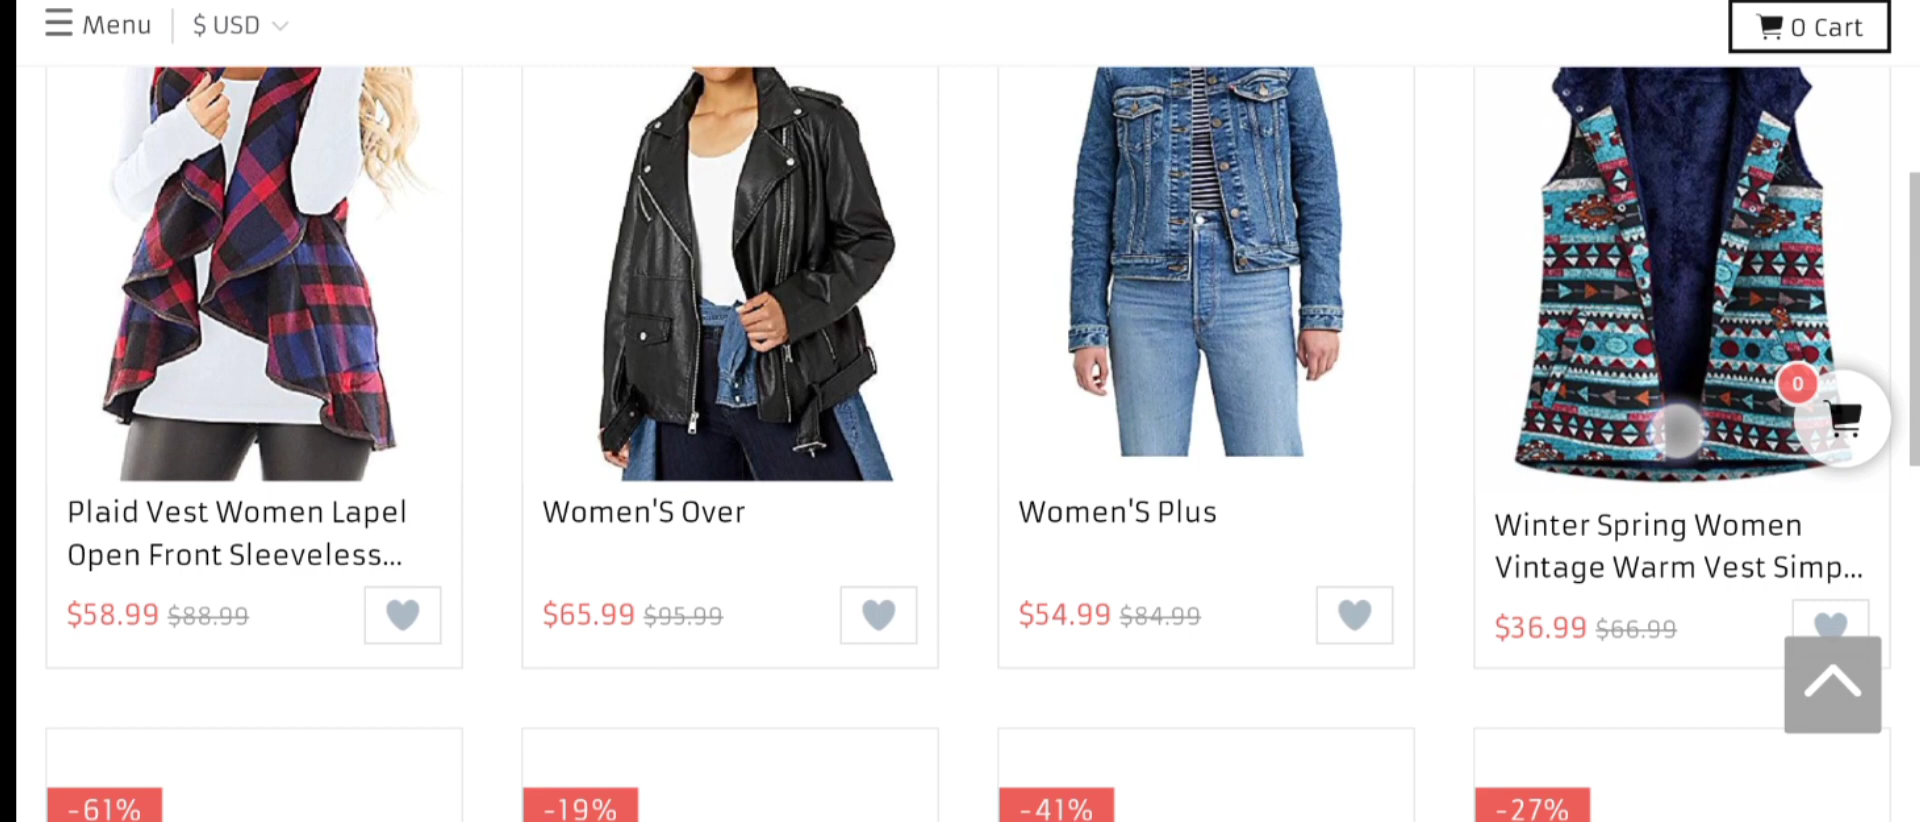 Menu
$ USD
0 Cart
0
Plaid Vest Women Lapel
Open Front Sleeveless...
$58.99 $88.99
Women'S Over
$65.99 $95.99
Women'S Plus
$54.99 $84.99
Winter Spring Women
Vintage Warm Vest Simp...
$36.99 $66.99
-61%
-19%
-41%
-27%